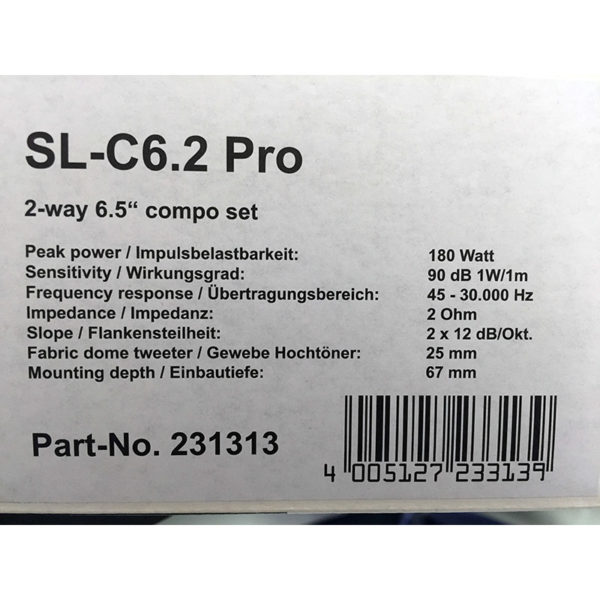 SL-C6.2 Pro
2-way 6.5“ compo set
Peak power / Impulsbelastbarkeit: 180 Watt
Sensitivity / Wirkungsgrad: 90 dB 1W/1m
Frequency response / Übertragungsbereich: 45 - 30.000 Hz
Impedance / Impedanz: 2 Ohm
Slope / Flankensteilheit: 2 x 12 dB/Okt.
Fabric dome tweeter / Gewebe Hochtöner: 25 mm
Mounting depth / Einbautiefe: 67 mm
Part-No. 231313
4 005127 233139